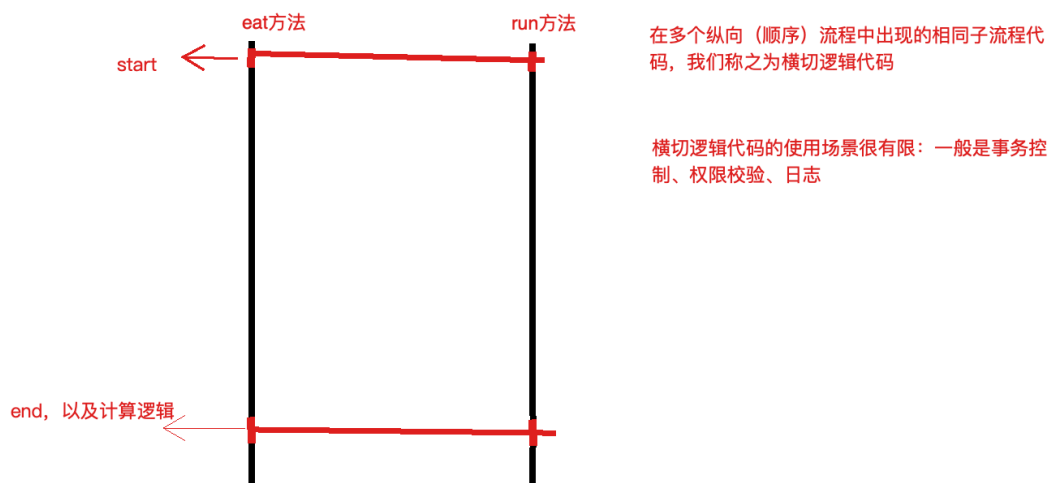 eat方法
run方法
start
在多个纵向（顺序）流程中出现的相同子流程代
码，我们称之为横切逻辑代码
横切逻辑代码的使用场景很有限：一般是事务控
制、权限校验、日志
end，以及计算逻辑